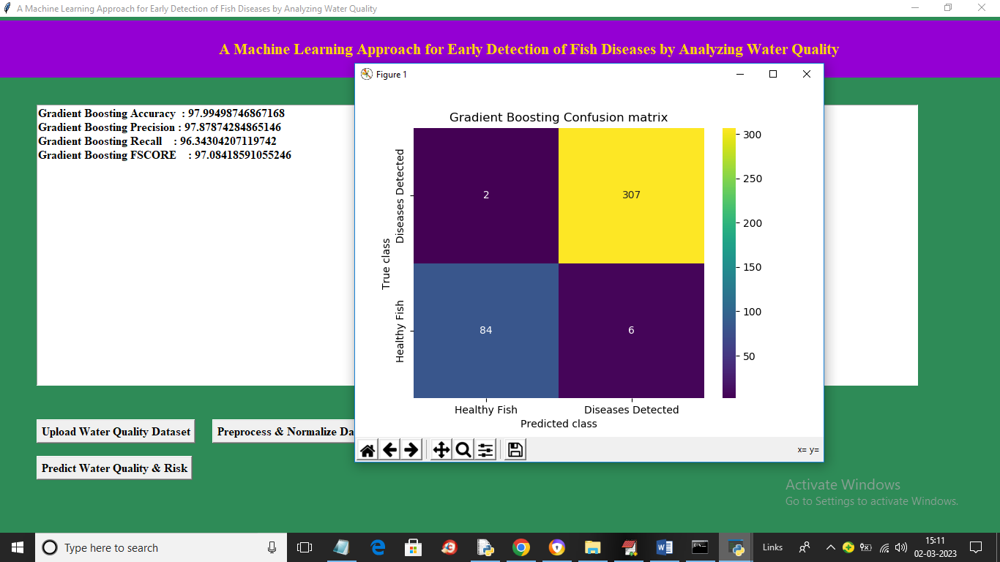 A Machine Learning Approach for Early Detection of Fish Diseases by Analyzing Water Quality
A Machine Learning Approach for Early Detection of Fish Diseases by Analyzing Water Quality
Gradient Boosting Accuracy : 97.99498746867168
Gradient Boosting Precision : 97.87874284865146
Gradient Boosting Recall : 96.34304207119742
Gradient Boosting FSCORE : 97.08418591055246
Figure 1
Gradient Boosting Confusion matrix
True class
Diseases Detected
Healthy Fish
2
307
84
6
300
250
200
150
100
50
Healthy Fish
Diseases Detected
Predicted class
x= y=
Upload Water Quality Dataset
Preprocess & Normalize Da
Predict Water Quality & Risk
Activate Windows
Go to Settings to activate Windows.
Type here to search
Links
15:11
02-03-2023